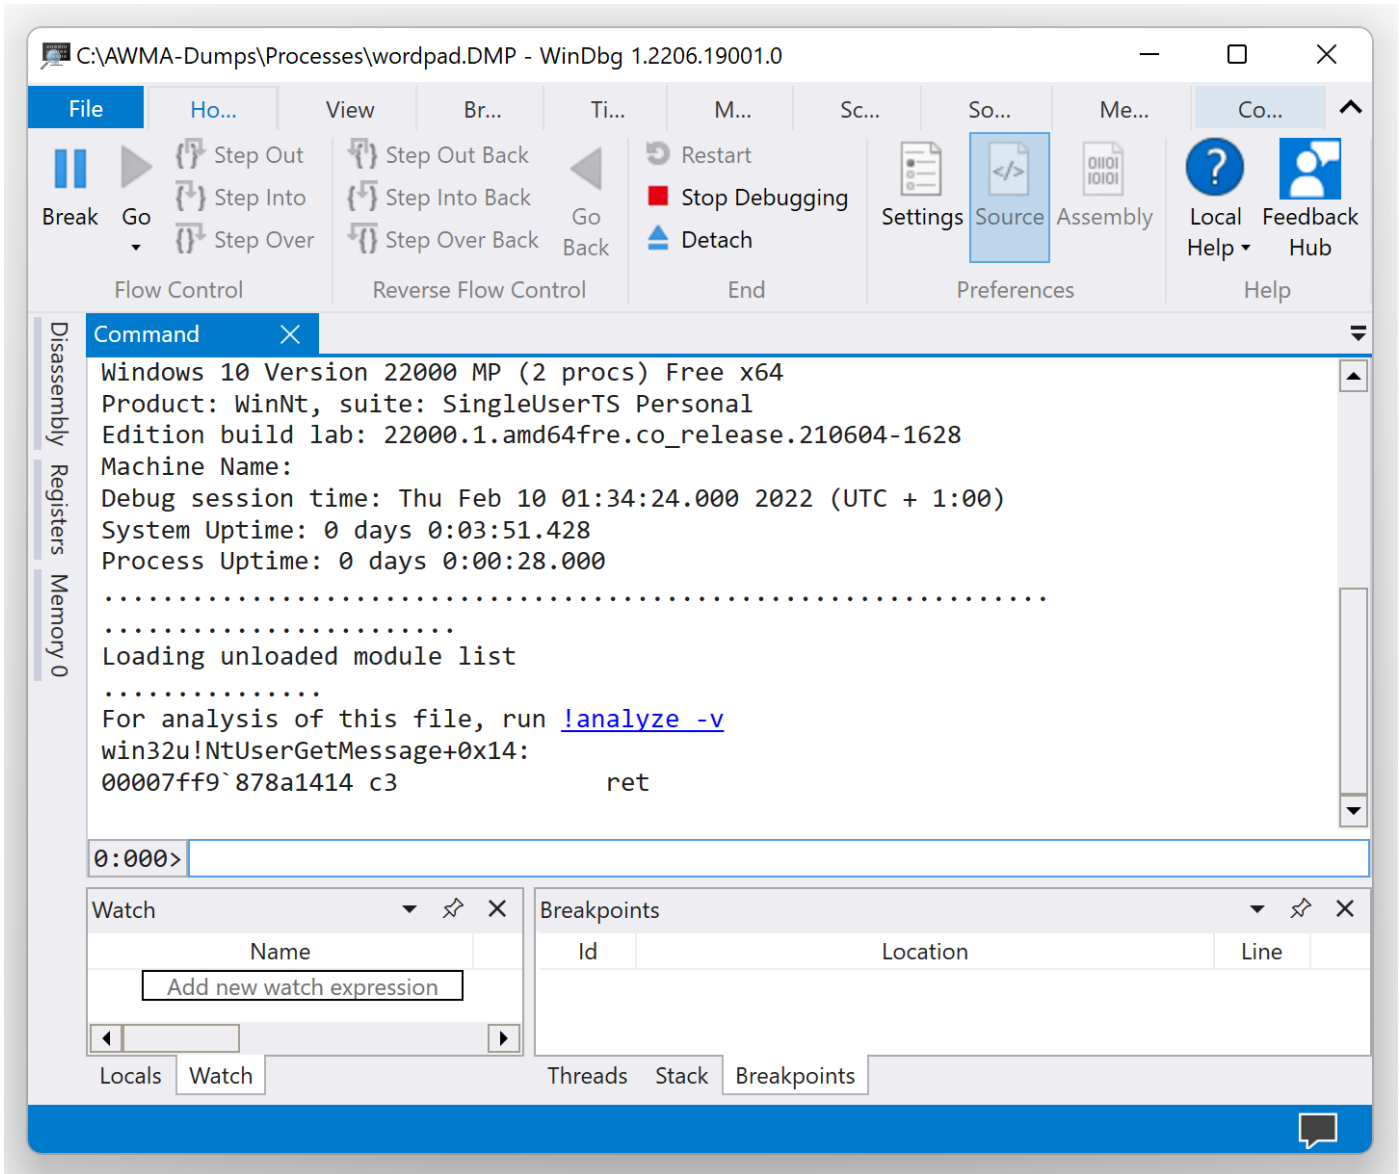 C:\AWMA-Dumps\Processes\wordpad.DMP - WinDbg 1.2206.19001.0
File Ho... View Br... Ti... M... Sc... So... Me... Co...
Break
Go
Step Out
Step Into
Step Over
Flow Control
Step Out Back
Step Into Back
Step Over Back
Go Back
Reverse Flow Control
Restart
Stop Debugging
Detach
End
Settings
Source
Assembly
Preferences
Local Help
Feedback Hub
Help
Disassembly
Registers
Memory 0
Command
Windows 10 Version 22000 MP (2 procs) Free x64
Product: WinNt, suite: SingleUserTS Personal
Edition build lab: 22000.1.amd64fre.co_release.210604-1628
Machine Name:
Debug session time: Thu Feb 10 01:34:24.000 2022 (UTC + 1:00)
System Uptime: 0 days 0:03:51.428
Process Uptime: 0 days 0:00:28.000
................................................................
........................
Loading unloaded module list
...............
For analysis of this file, run !analyze -v
win32u!NtUserGetMessage+0x14:
00007ff9`878a1414 c3 ret
0:000>
Watch
Name
Add new watch expression
Locals Watch
Breakpoints
Id Location Line
Threads Stack Breakpoints